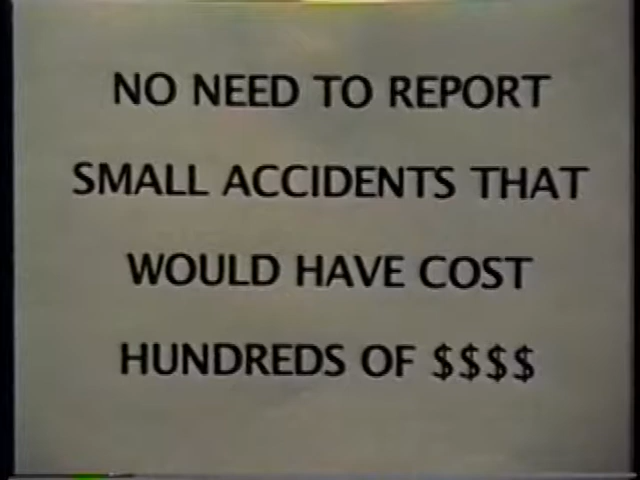 NO NEED TO REPORT
SMALL ACCIDENTS THAT
WOULD HAVE COST
HUNDREDS OF $$$$